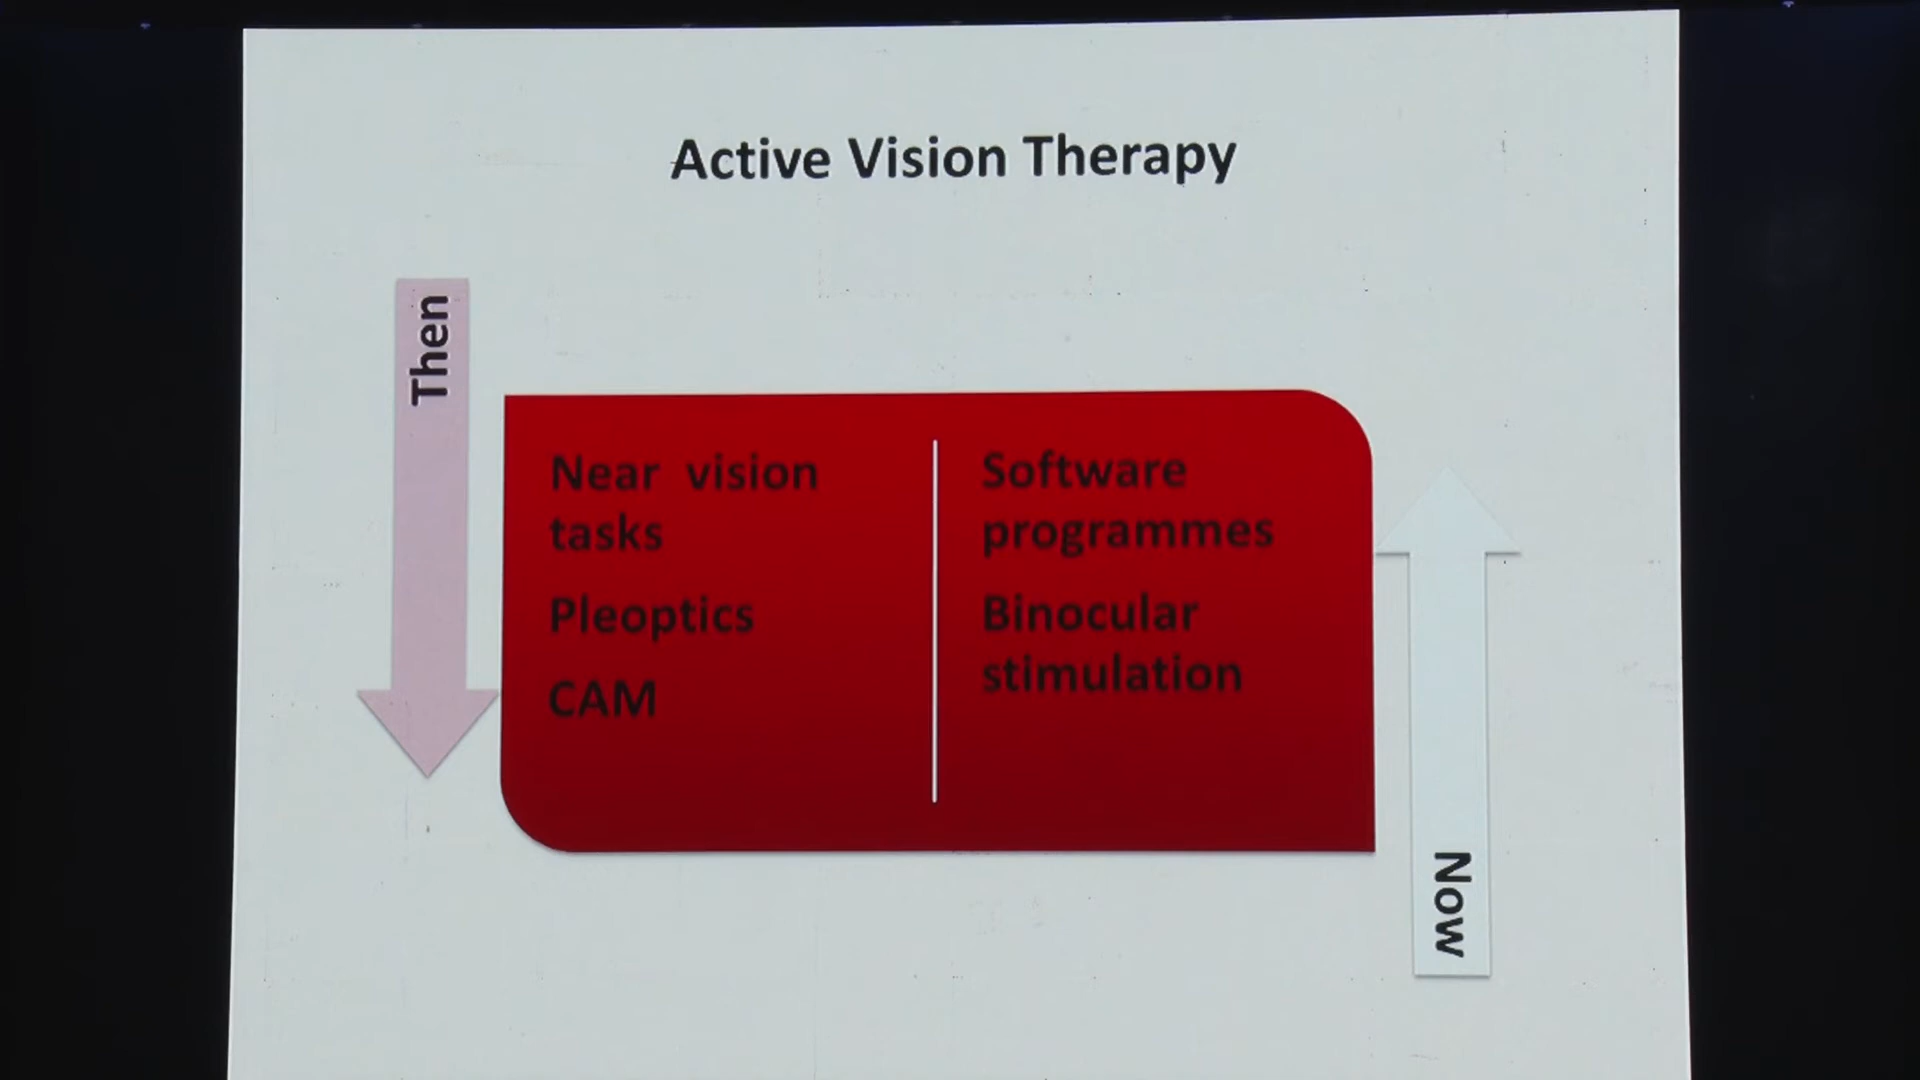 Active Vision Therapy
Then
Near vision
tasks
Pleoptics
CAM
Software
programmes
Binocular
stimulation
Now